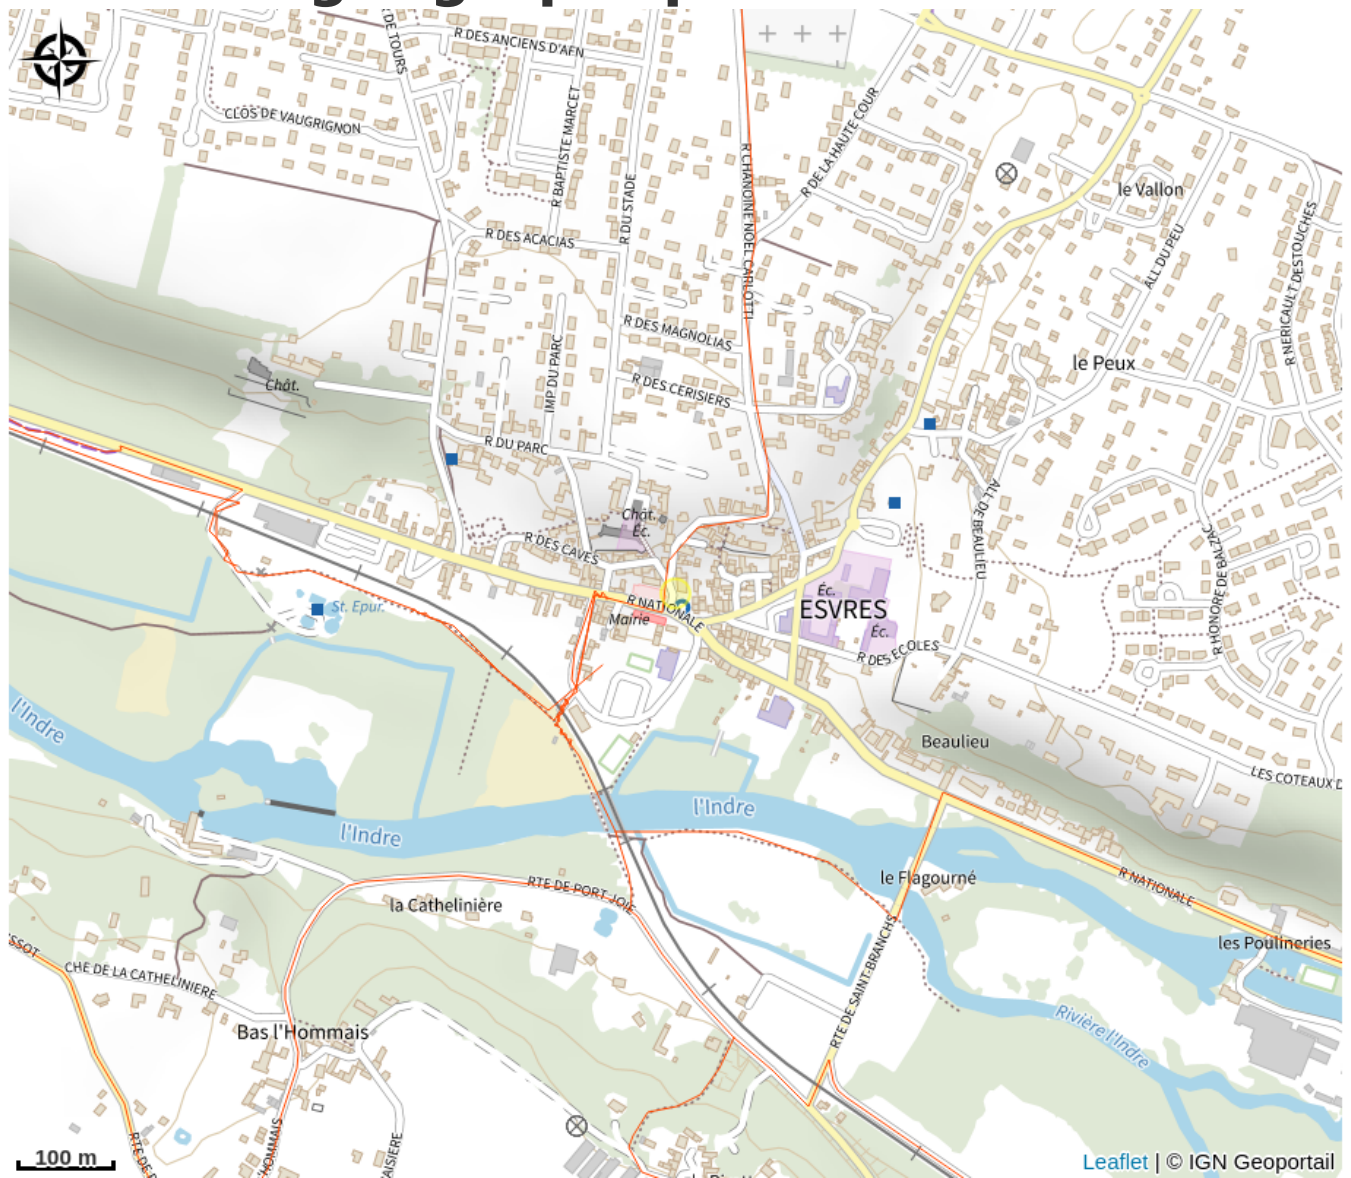 R DE TOURS
R DES ANCIENS D'AFN
CLOS DE VAUGRIGNON
R BAPTISTE MARCET
R DE LA HAUTE COUR
R CHANOINE NOEL CARLOTTI
le Vallon
R DU STADE
R DES ACACIAS
ALL DU PEU
R NERICAULT DESTOUCHES
R DES MAGNOLIAS
IMP DU PARC
le Peux
Chât.
R DES CERISIERS
R DU PARC
Chât.
Éc.
ALL DE BEAULIEU
R DES CAVES
R HONORE DE BALZAC
St. Epur.
R NATIONALE
Mairie
Éc.
ESVRES
Éc.
R DES ECOLES
l'Indre
Beaulieu
LES COTEAUX D
l'Indre
l'Indre
le Flagourné
R NATIONALE
RTE DE PORT JOIE
la Cathelinière
les Poulineries
SSOT
CHE DE LA CATHELINIERE
RTE DE SAINT-BRANCHS
Bas l'Hommais
Rivière l'Indre
HOMMAIS
AISIERE
100 m
Leaflet | © IGN Geoportail